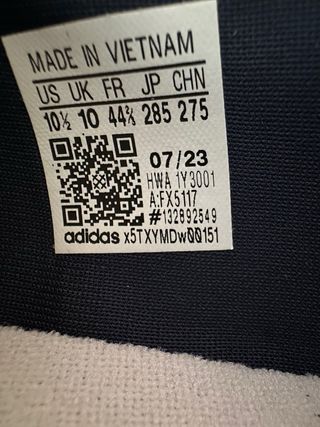 MADE IN VIETNAM
US UK FR JP CHN
10½ 10 44⅔ 285 275
07/23
HWA 1Y3001
A:FX5117
#132892549
adidas x5TXYMDw00151